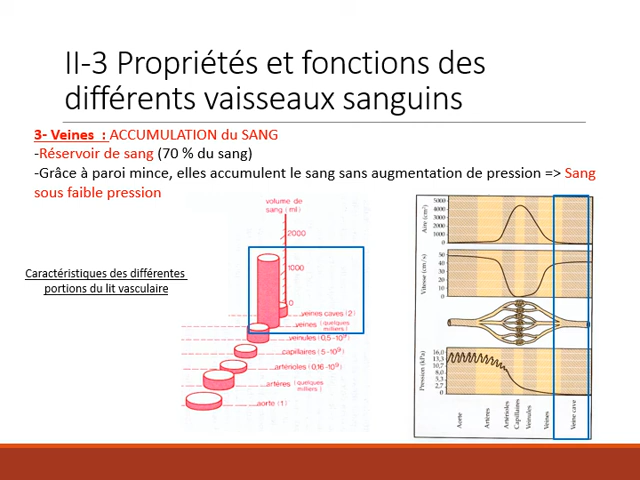 II-3 Propriétés et fonctions des
différents vaisseaux sanguins
3- Veines : ACCUMULATION du SANG
-Réservoir de sang (70 % du sang)
-Grâce à paroi mince, elles accumulent le sang sans augmentation de pression => Sang
sous faible pression
Caractéristiques des différentes
portions du lit vasculaire
volume de
sang (ml)
2000
1000
0
veines caves (2)
veines (quelques
milliers)
veinules (0,5·10⁹)
capillaires (5·10⁹)
artérioles (0,16·10⁹)
artères (quelques
milliers)
aorte (1)
Aire (cm²)
5000
4000
3000
2000
1000
0
Vitesse (cm/s)
50
40
30
20
10
0
Pression (kPa)
16,0
13,3
10,7
8,0
5,3
2,7
0
Aorte
Artères
Artérioles
Capillaires
Veinules
Veines
Veine cave